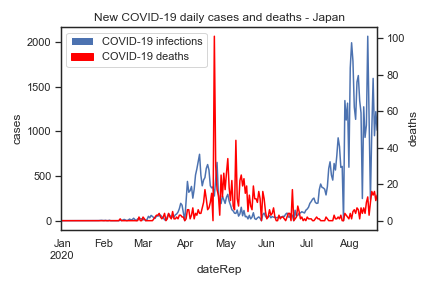 New COVID-19 daily cases and deaths - Japan
COVID-19 infections
COVID-19 deaths
2000
1500
1000
500
0
cases
100
80
60
40
20
0
deaths
Jan Feb Mar Apr May Jun Jul Aug
2020
dateRep